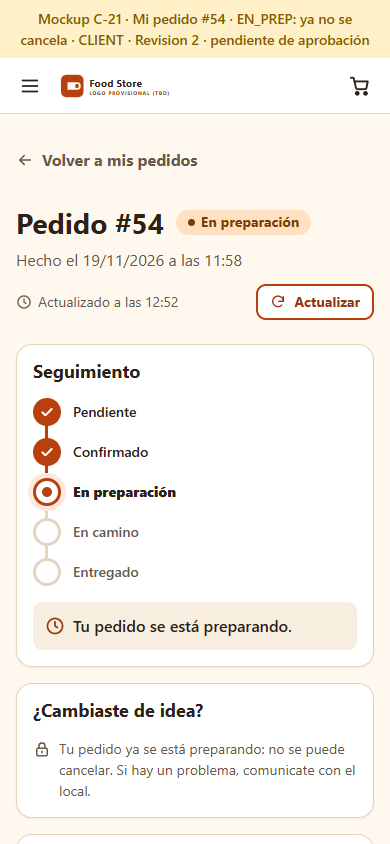 Mockup C-21 · Mi pedido #54 · EN_PREP: ya no se
cancela · CLIENT · Revision 2 · pendiente de aprobación
Food Store
LOGO PROVISIONAL (TBD)
Volver a mis pedidos
Pedido #54
En preparación
Hecho el 19/11/2026 a las 11:58
Actualizado a las 12:52
Actualizar
Seguimiento
Pendiente
Confirmado
En preparación
En camino
Entregado
Tu pedido se está preparando.
¿Cambiaste de idea?
Tu pedido ya se está preparando: no se puede
cancelar. Si hay un problema, comunicate con el
local.